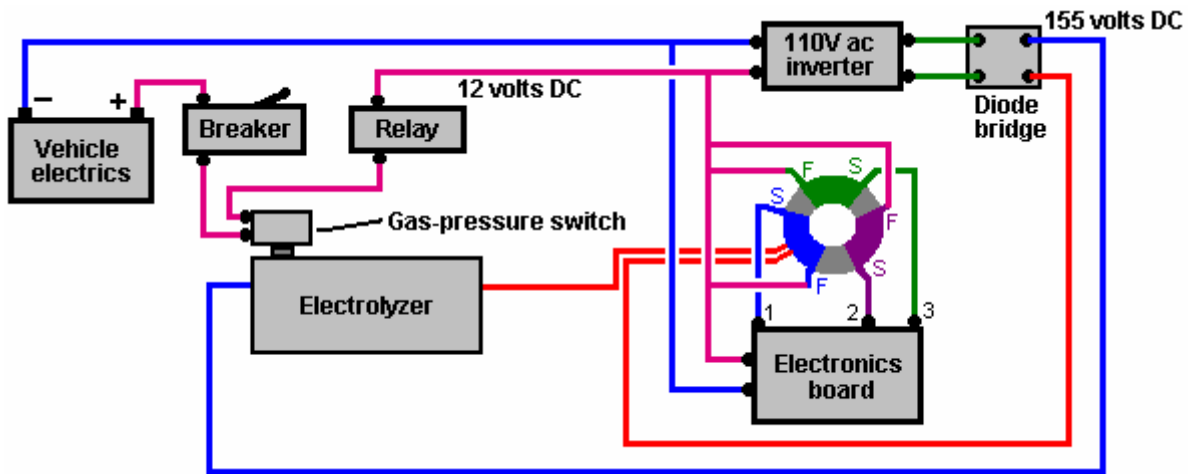 155 volts DC
110V ac
inverter
– +
12 volts DC
Breaker
Relay
Diode
bridge
Vehicle
electrics
F S
S F
Gas-pressure switch
S
F
Electrolyzer
1 2 3
Electronics
board